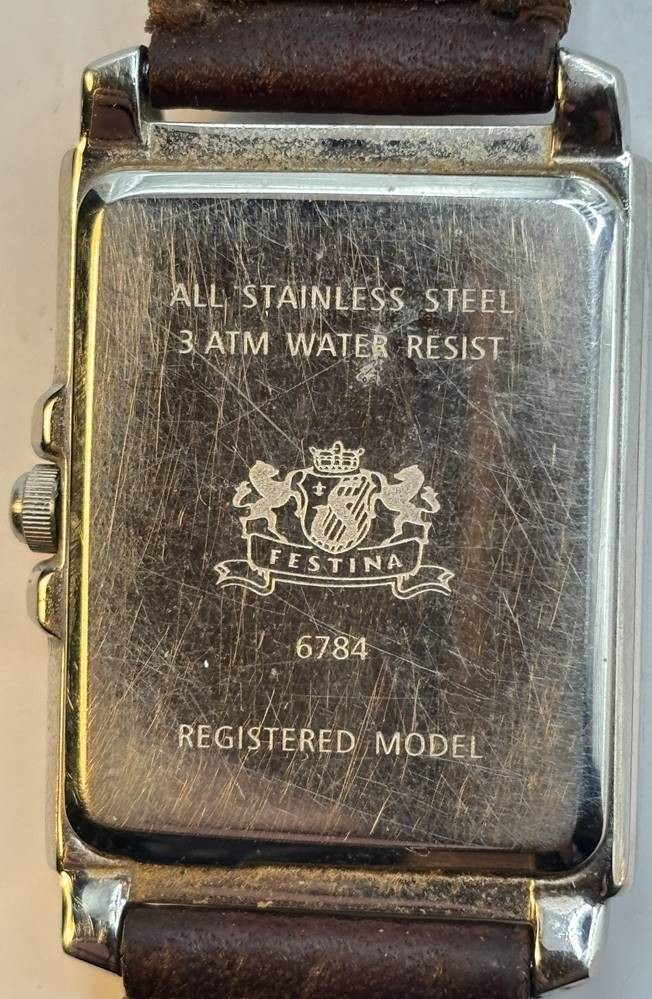 ALL STAINLESS STEEL
3 ATM WATER RESIST
FESTINA
6784
REGISTERED MODEL